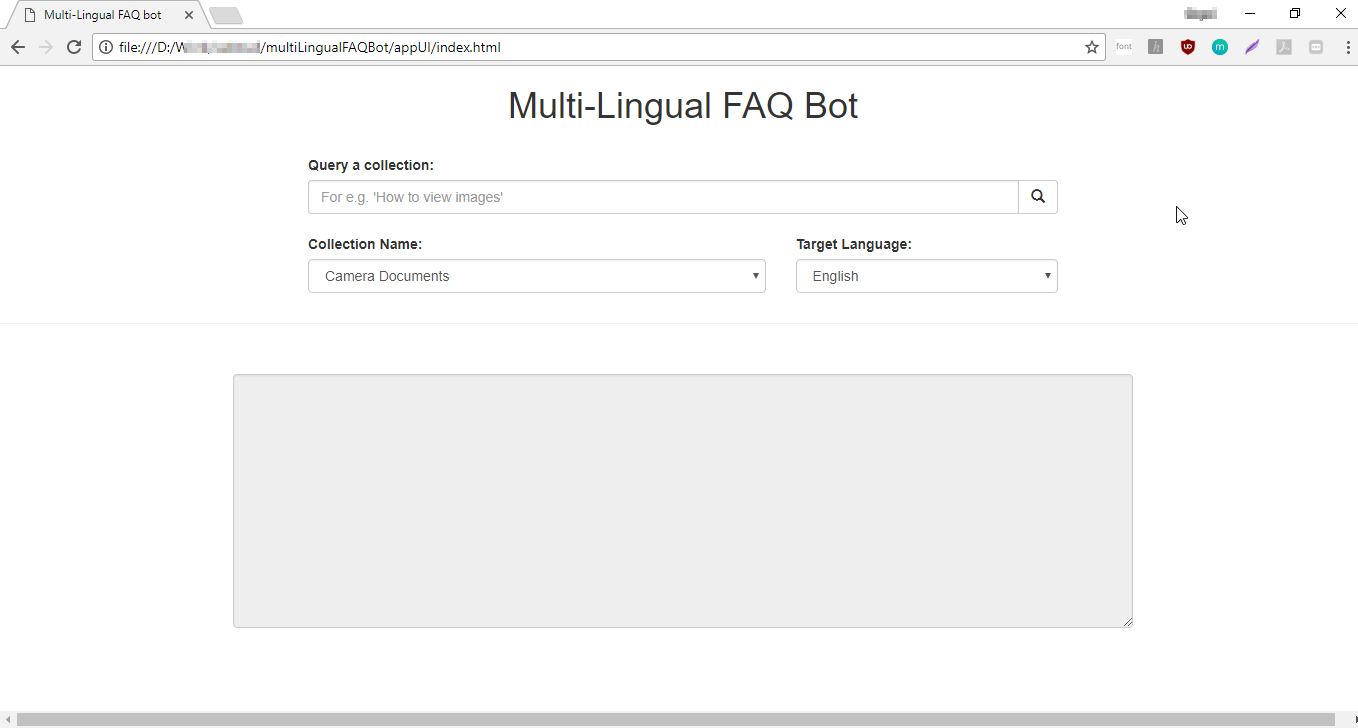 Multi-Lingual FAQ bot
file:///D:/W /multiLingualFAQBot/appUI/index.html
font
h
m
Multi-Lingual FAQ Bot
Query a collection:
For e.g. 'How to view images'
Collection Name: Target Language:
Camera Documents English